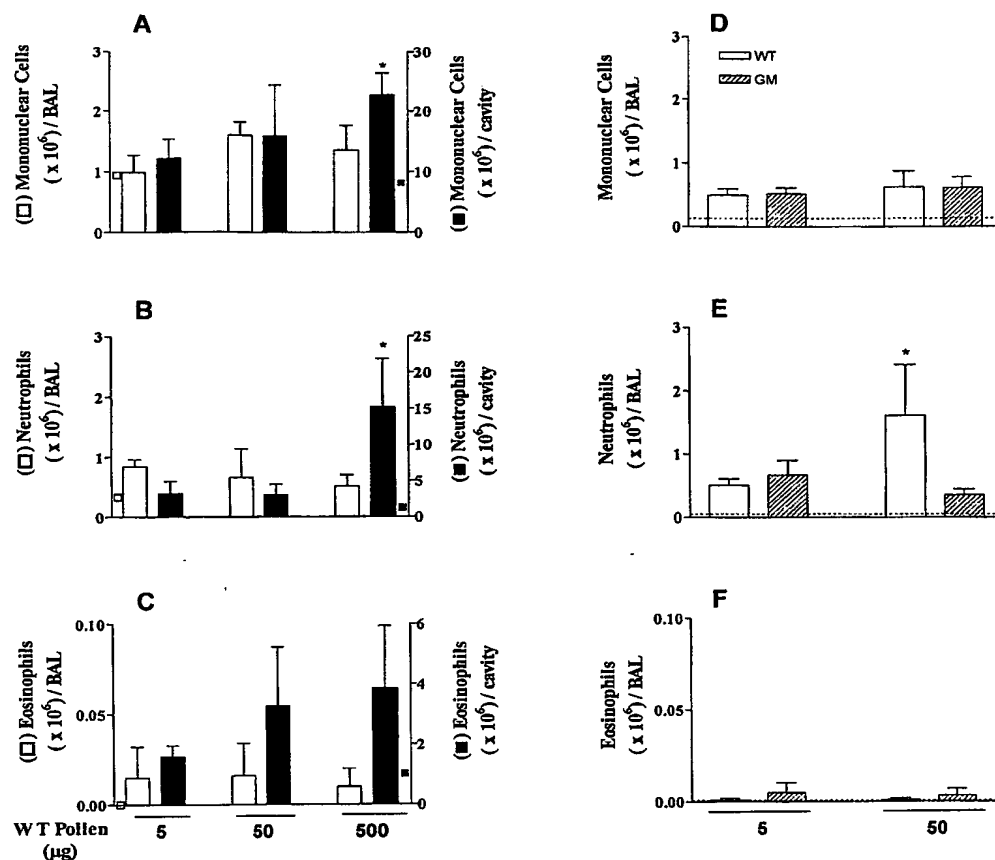 A
(□) Mononuclear Cells
( x 10⁶) / BAL
3
2
1
0
30
20
10
0
*
(■) Mononuclear Cells
( x 10⁶) / cavity
B
(□) Neutrophils
( x 10⁶) / BAL
3
2
1
0
25
20
15
10
5
0
*
(■) Neutrophils
( x 10⁶) / cavity
C
(□) Eosinophils
( x 10⁶) / BAL
0.10
0.05
0.00
6
4
2
0
(■) Eosinophils
( x 10⁶) / cavity
WT Pollen
(μg)
5
50
500
D
Mononuclear Cells
( x 10⁶) / BAL
3
2
1
0
WT
GM
E
Neutrophils
( x 10⁶) / BAL
3
2
1
0
*
F
Eosinophils
( x 10⁶) / BAL
0.10
0.05
0.00
5
50